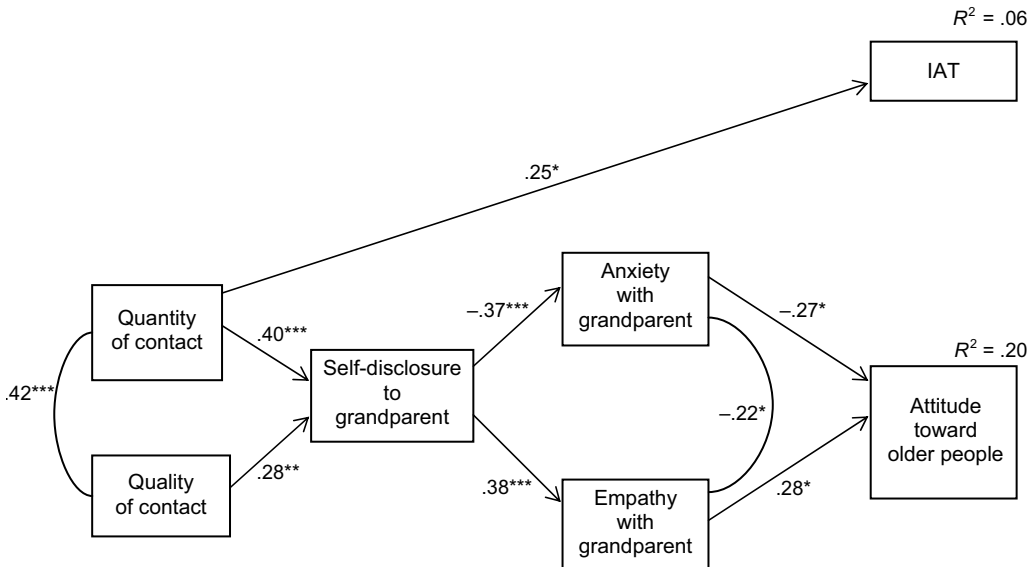 R² = .06
IAT
.25*
Anxiety
with
grandparent
Quantity
of contact
–.37***
–.27*
.40***
R² = .20
Self-disclosure
to
grandparent
.42***
–.22*
Attitude
toward
older people
.28**
Quality
of contact
.38***
.28*
Empathy
with
grandparent